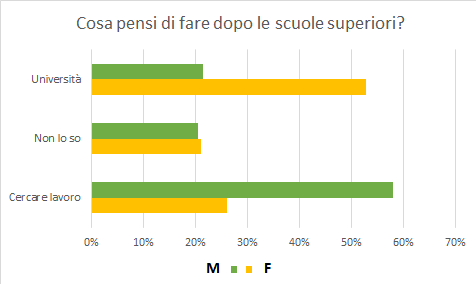 Cosa pensi di fare dopo le scuole superiori?
Università
Non lo so
Cercare lavoro
0% 10% 20% 30% 40% 50% 60% 70%
M F